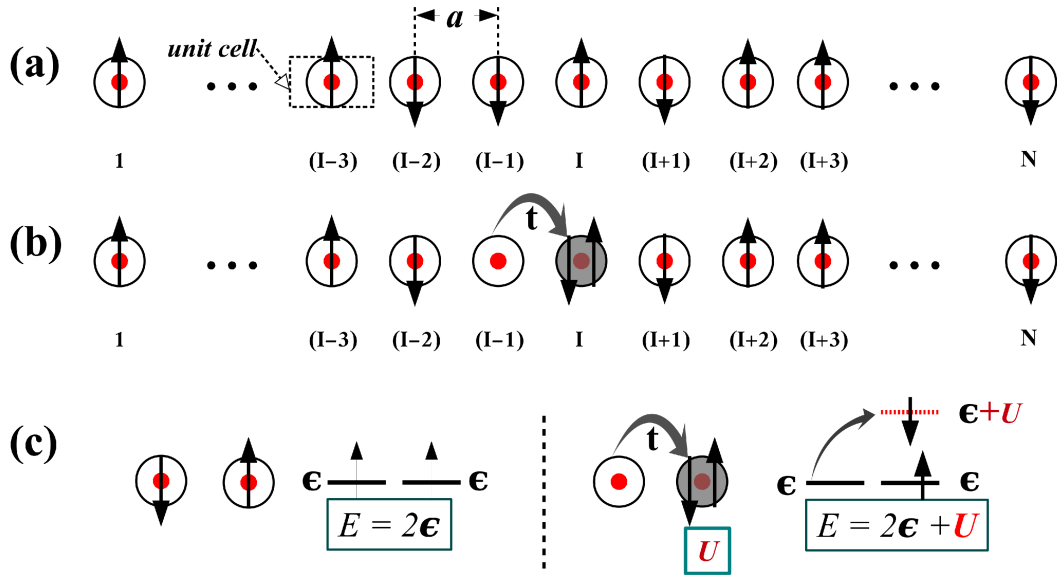 a
(a)
unit cell
• • •
• • •
1
(I−3)
(I−2)
(I−1)
I
(I+1)
(I+2)
(I+3)
N
t
(b)
• • •
• • •
1
(I−3)
(I−2)
(I−1)
I
(I+1)
(I+2)
(I+3)
N
(c)
ϵ
ϵ
E = 2ϵ
t
U
ϵ+U
ϵ
ϵ
E = 2ϵ +U